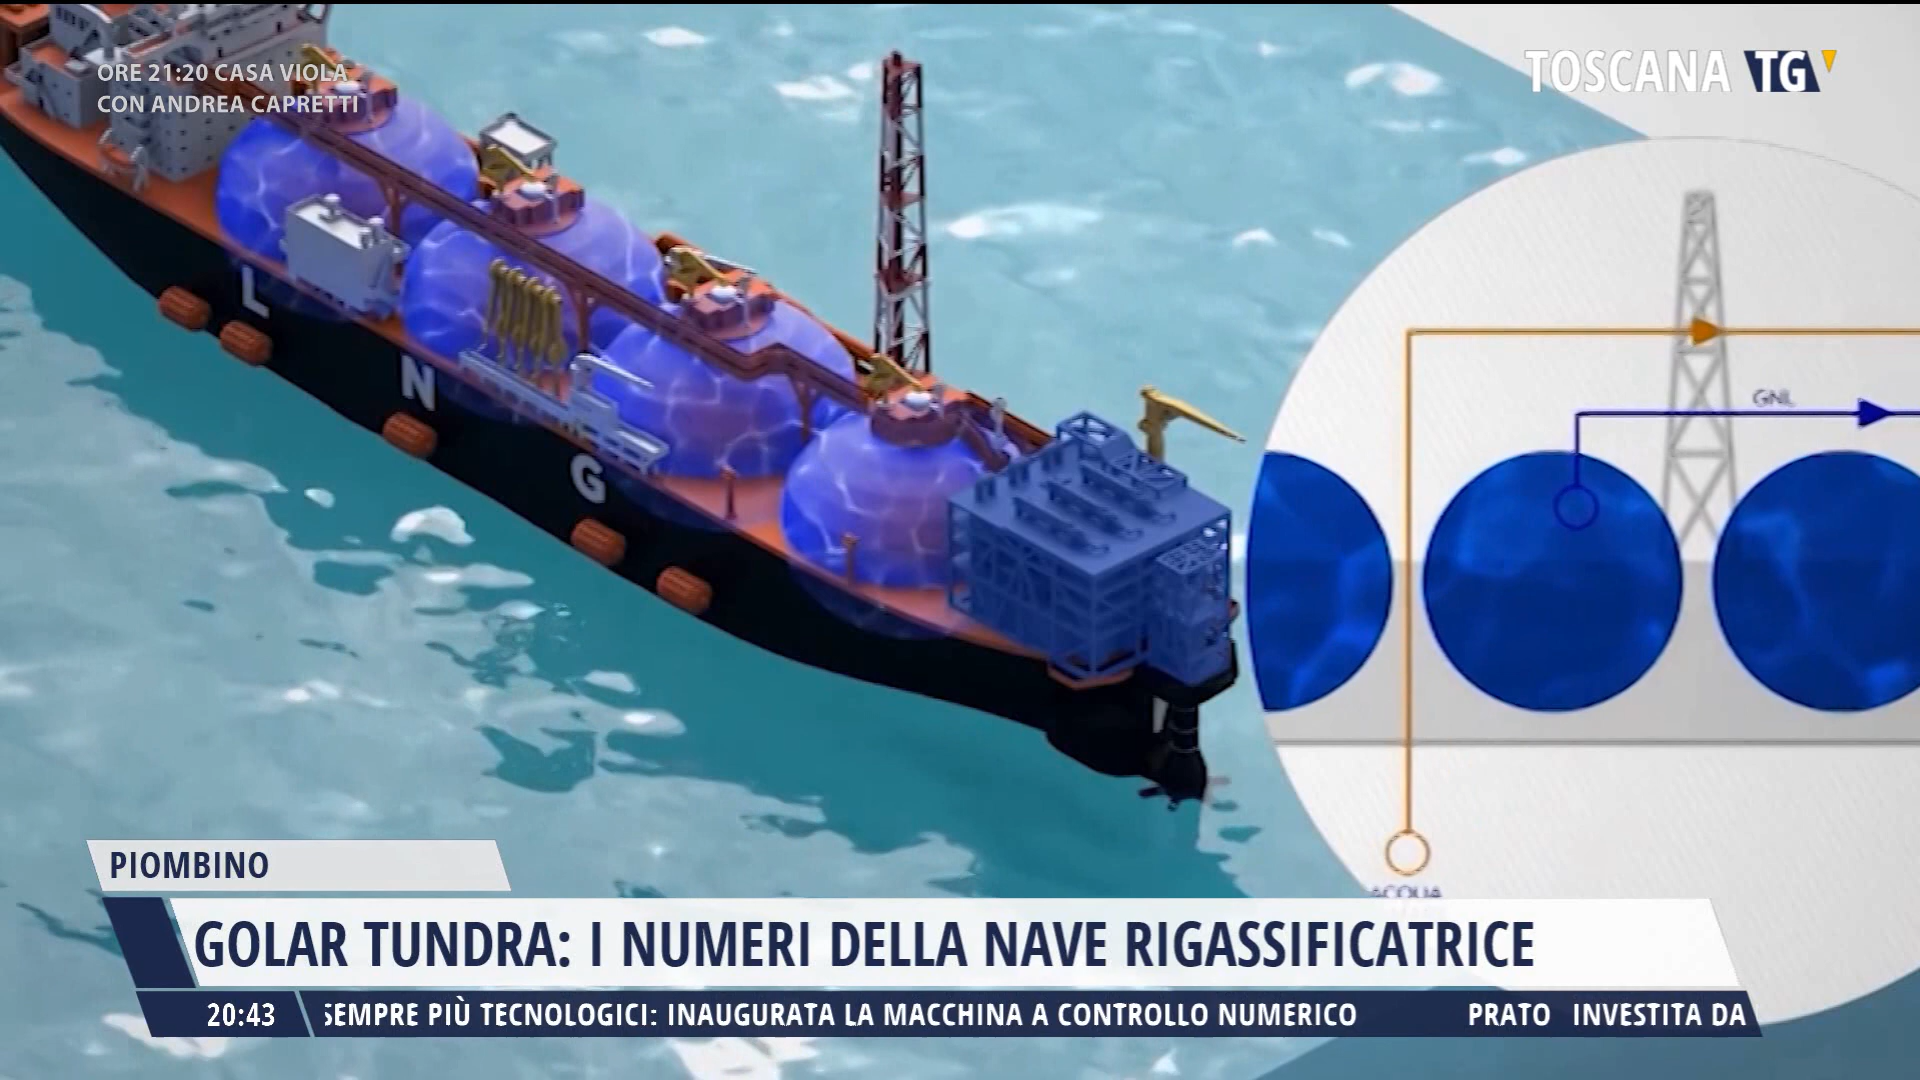 ORE 21:20 CASA VIOLA
CON ANDREA CAPRETTI
TOSCANA TG
L
N
G
GNL
ACQUA
PIOMBINO
GOLAR TUNDRA: I NUMERI DELLA NAVE RIGASSIFICATRICE
20:43
SEMPRE PIÙ TECNOLOGICI: INAUGURATA LA MACCHINA A CONTROLLO NUMERICO PRATO INVESTITA DA